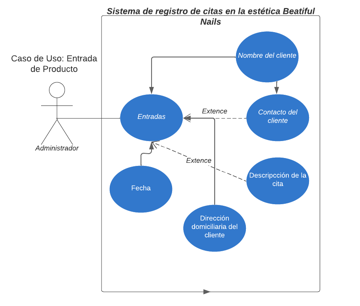 Sistema de registro de citas en la estética Beatiful
Nails
Caso de Uso: Entrada
de Producto
Nombre del cliente
Entradas
Extence
Contacto del
cliente
Administrador
Extence
Fecha
Descripcción de la
cita
Dirección
domiciliaria del
cliente